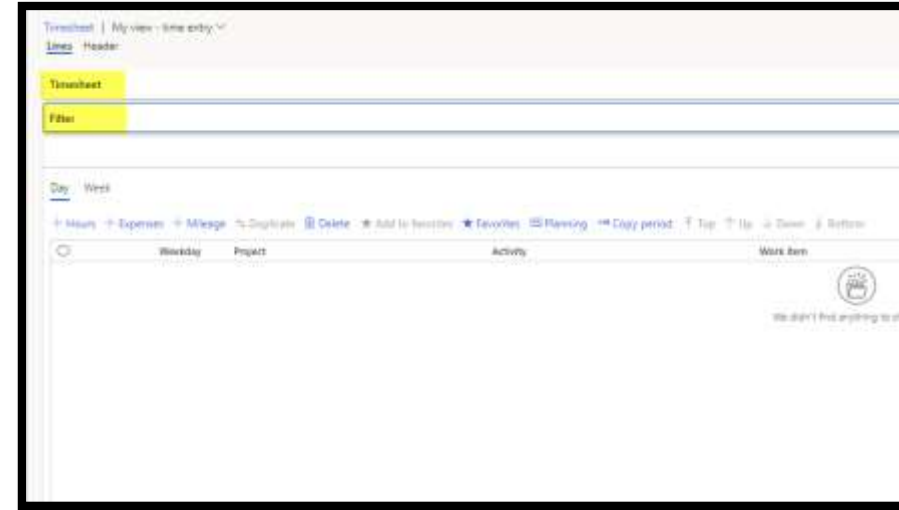 Timesheet | My view - time entry
Lines Header
Timesheet
Filter
Day Week
+ Hours + Expenses + Mileage Duplicate Delete Add to favorites Favorites Planning Copy period Top Up Down Bottom
Weekday Project Activity Work item
We didn't find anything to